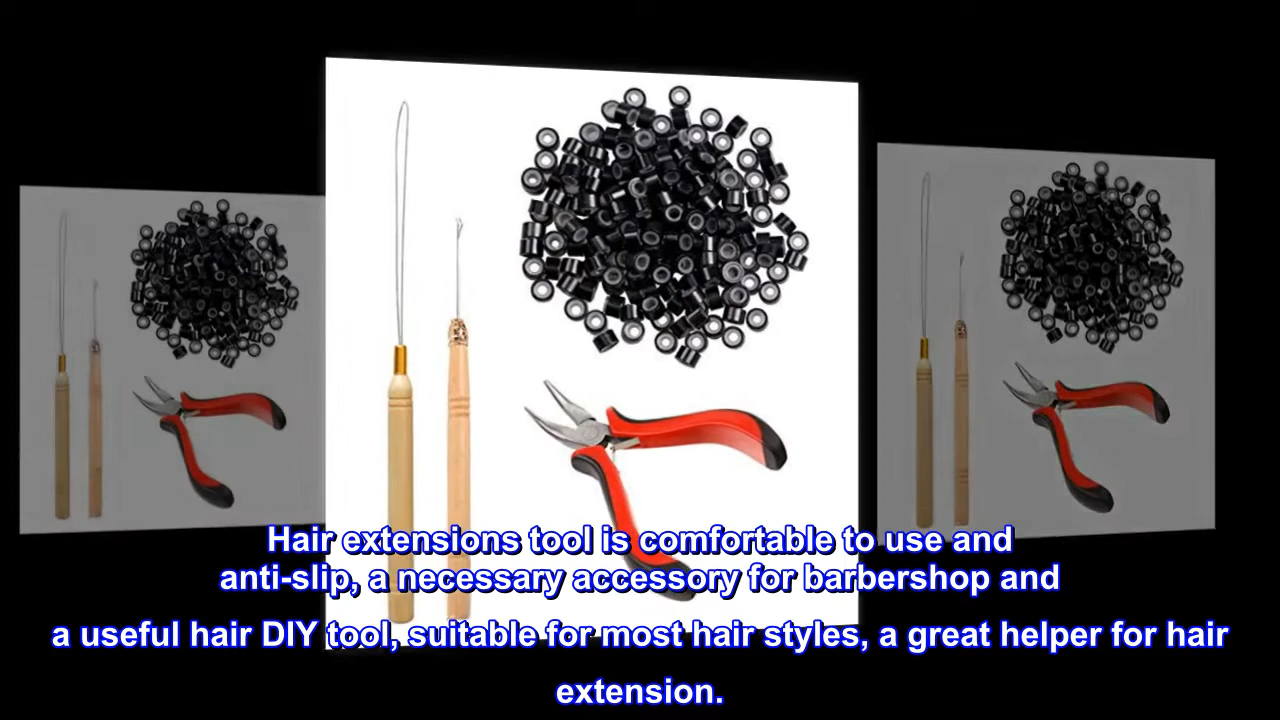 Hair extensions tool is comfortable to use and
anti-slip, a necessary accessory for barbershop and
a useful hair DIY tool, suitable for most hair styles, a great helper for hair
extension.